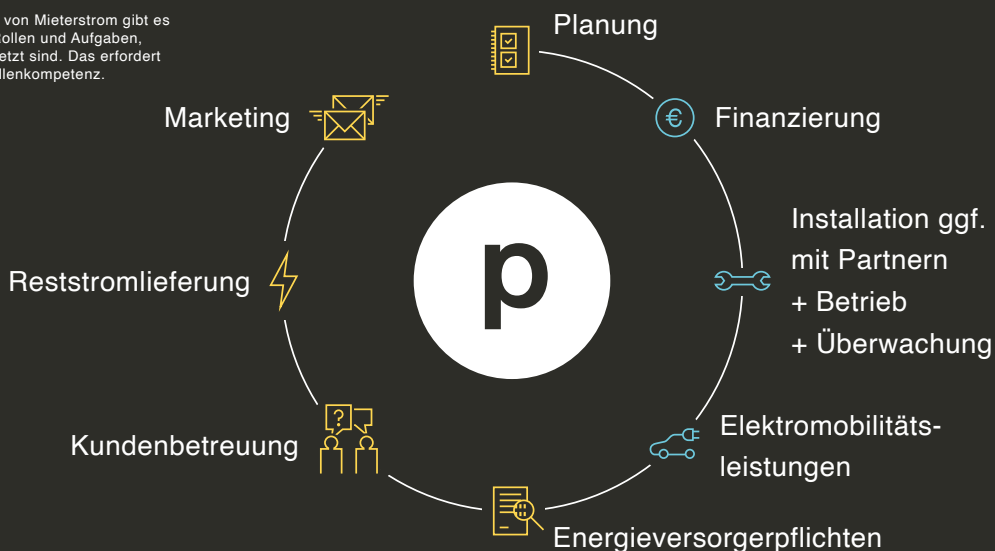 von Mieterstrom gibt es
ollen und Aufgaben,
etzt sind. Das erfordert
llenkompetenz.
Planung
Finanzierung
Installation ggf.
mit Partnern
+ Betrieb
+ Überwachung
Elektromobilitäts-
leistungen
Energieversorgerpflichten
Kundenbetreuung
Reststromlieferung
Marketing
p